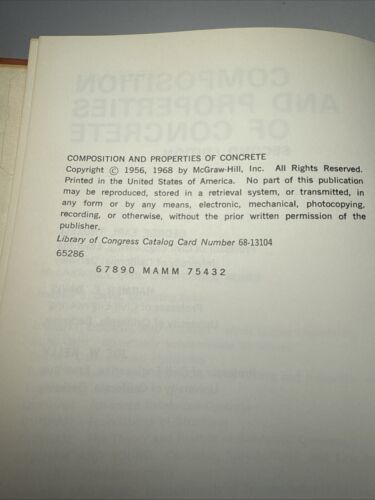 COMPOSITION AND PROPERTIES OF CONCRETE
Copyright © 1956, 1968 by McGraw-Hill, Inc. All Rights Reserved.
Printed in the United States of America. No part of this publication
may be reproduced, stored in a retrieval system, or transmitted, in
any form or by any means, electronic, mechanical, photocopying,
recording, or otherwise, without the prior written permission of the
publisher.
Library of Congress Catalog Card Number 68-13104
65286
67890 MAMM 75432